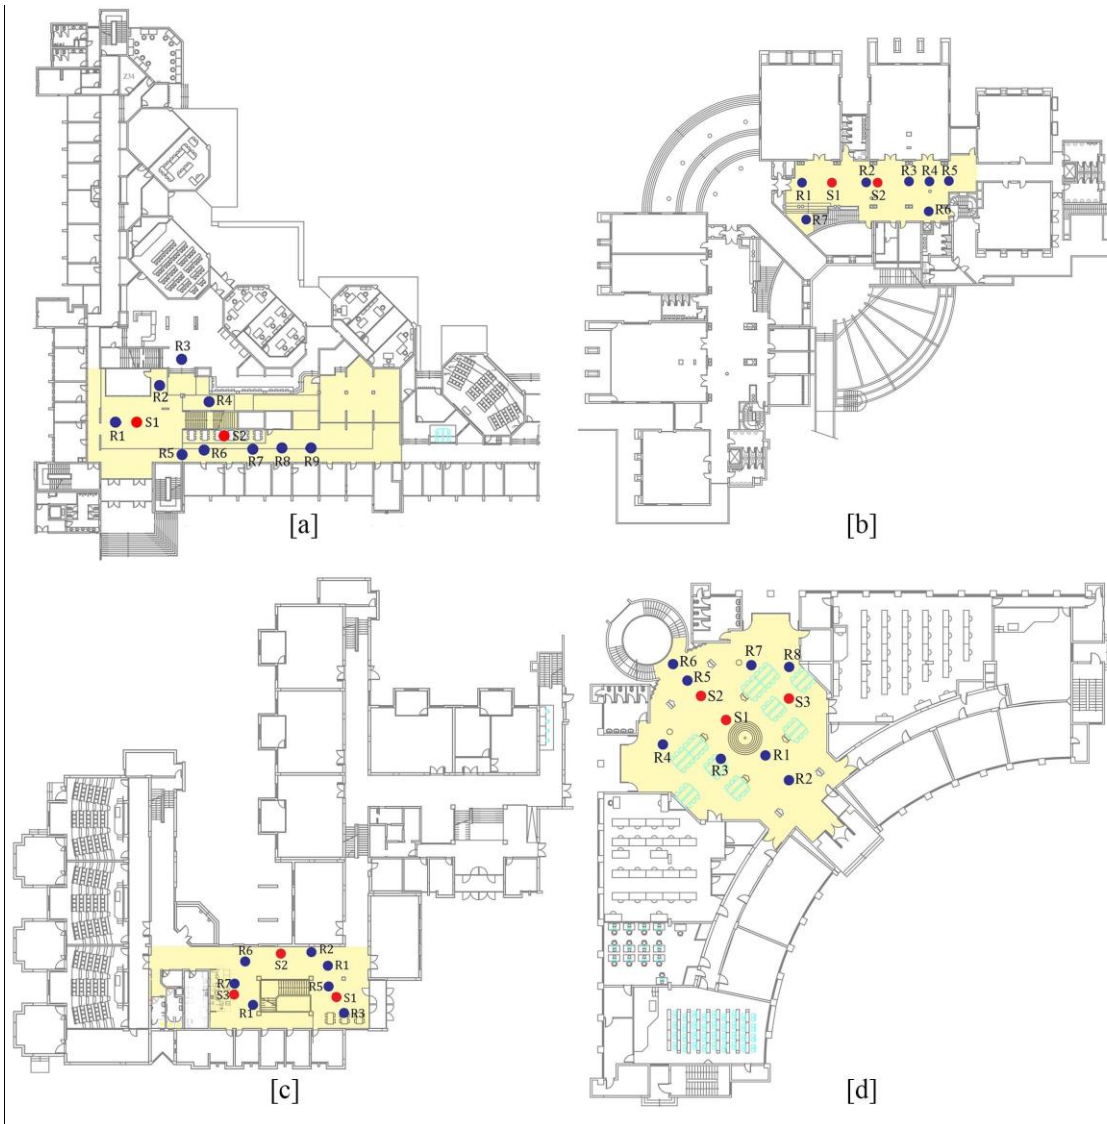 234
R3
R2
R4
R1 S1
S2
R5 R6 R7 R8 R9
[a]
R1 S1 R2 S2 R3 R4 R5
R7 R6
[b]
R6 S2 R2
R1
R7 R5
S3 R1 S1
R3
[c]
R6 R7 R8
R5
S2 S3
S1
R4 R3 R1
R2
[d]